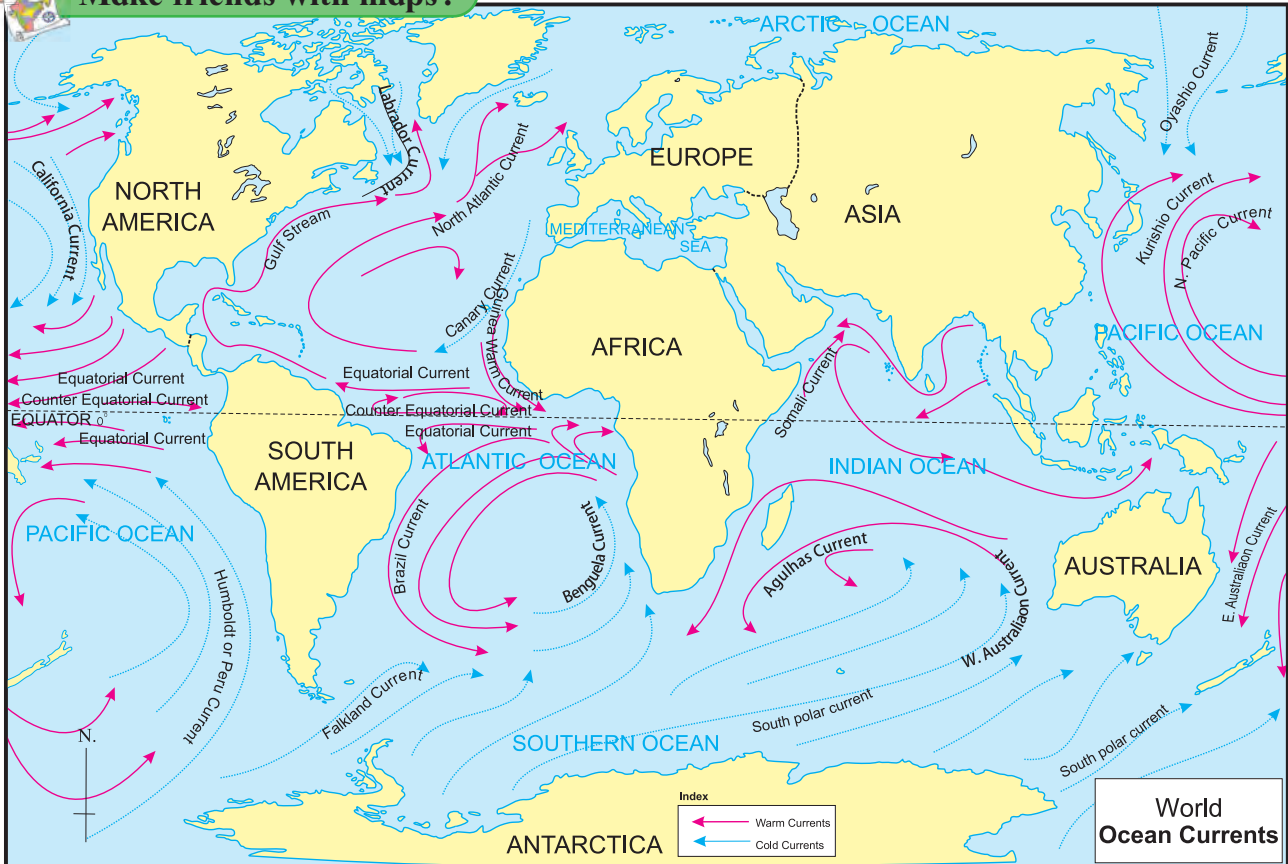 Make friends with maps!
ARCTIC OCEAN
Oyashio Current
Labrador Current
EUROPE
NORTH
AMERICA
California Current
Gulf Stream
North Atlantic Current
MEDITERRANEAN
SEA
ASIA
Kurishio Current
N. Pacific Current
PACIFIC OCEAN
Canary Current
Guinea Warm Current
AFRICA
Somali Current
Equatorial Current
Counter Equatorial Current
EQUATOR 0°
Equatorial Current
Equatorial Current
Counter Equatorial Current
Equatorial Current
SOUTH
AMERICA
ATLANTIC OCEAN
INDIAN OCEAN
PACIFIC OCEAN
Humboldt or Peru Current
Brazil Current
Benguela Current
Agulhas Current
W. Australiaon Current
AUSTRALIA
E. Australiaon Current
Falkland Current
South polar current
South polar current
SOUTHERN OCEAN
N.
ANTARCTICA
Index
Warm Currents
Cold Currents
World
Ocean Currents